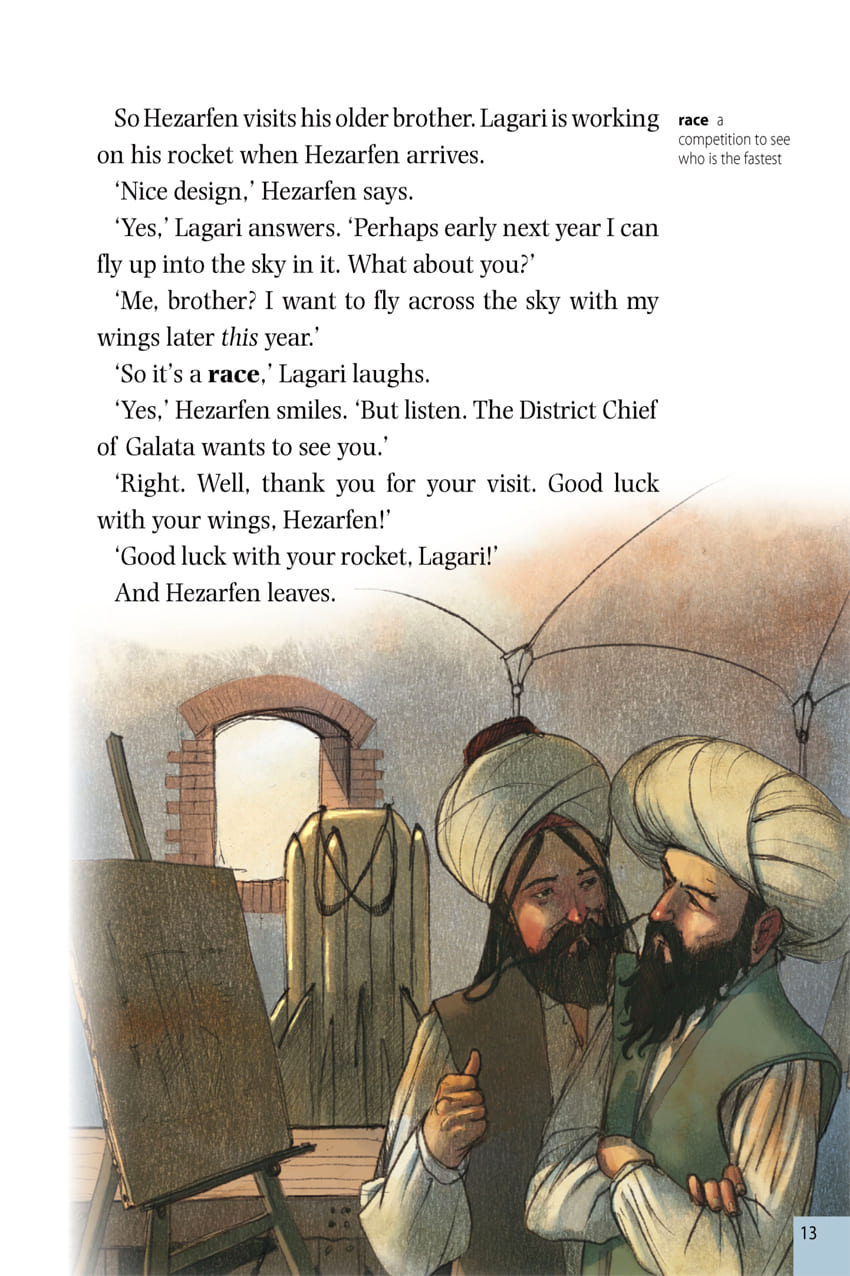 So Hezarfen visits his older brother. Lagari is working
on his rocket when Hezarfen arrives.
‘Nice design,’ Hezarfen says.
‘Yes,’ Lagari answers. ‘Perhaps early next year I can
fly up into the sky in it. What about you?’
‘Me, brother? I want to fly across the sky with my
wings later this year.’
‘So it’s a race,’ Lagari laughs.
‘Yes,’ Hezarfen smiles. ‘But listen. The District Chief
of Galata wants to see you.’
‘Right. Well, thank you for your visit. Good luck
with your wings, Hezarfen!’
‘Good luck with your rocket, Lagari!’
And Hezarfen leaves.
race a
competition to see
who is the fastest
13